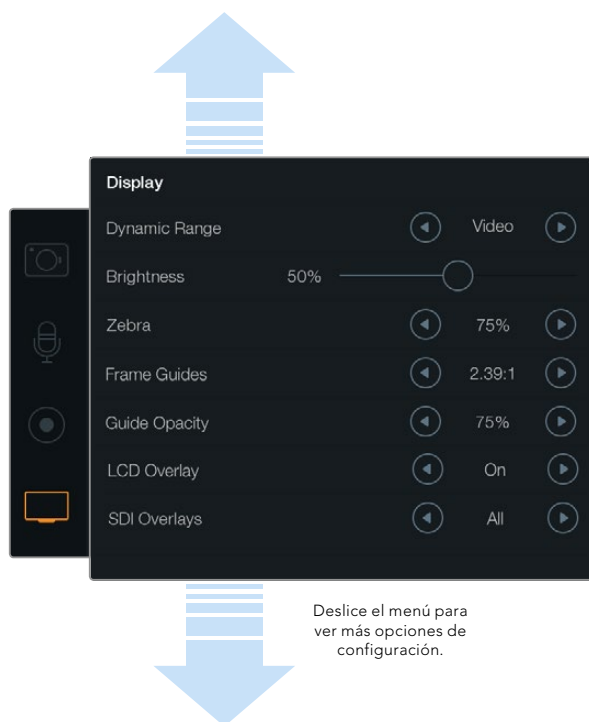 Display
Dynamic Range Video
Brightness 50%
Zebra 75%
Frame Guides 2.39:1
Guide Opacity 75%
LCD Overlay On
SDI Overlays All
Deslice el menú para
ver más opciones de
configuración.